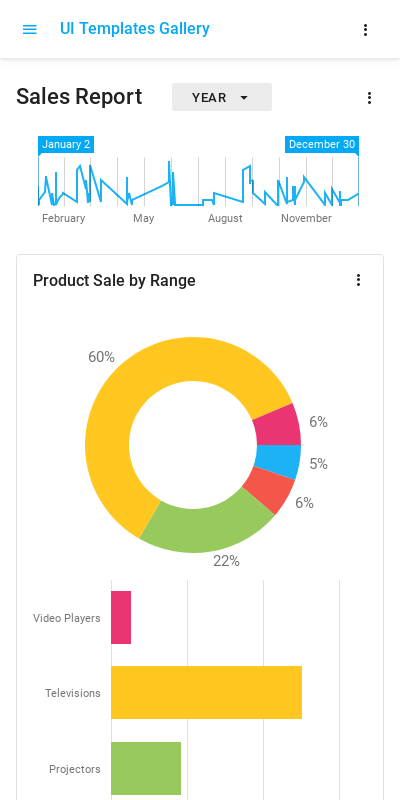 UI Templates Gallery
Sales Report
YEAR
January 2
December 30
February
May
August
November
Product Sale by Range
60%
6%
5%
6%
22%
Video Players
Televisions
Projectors